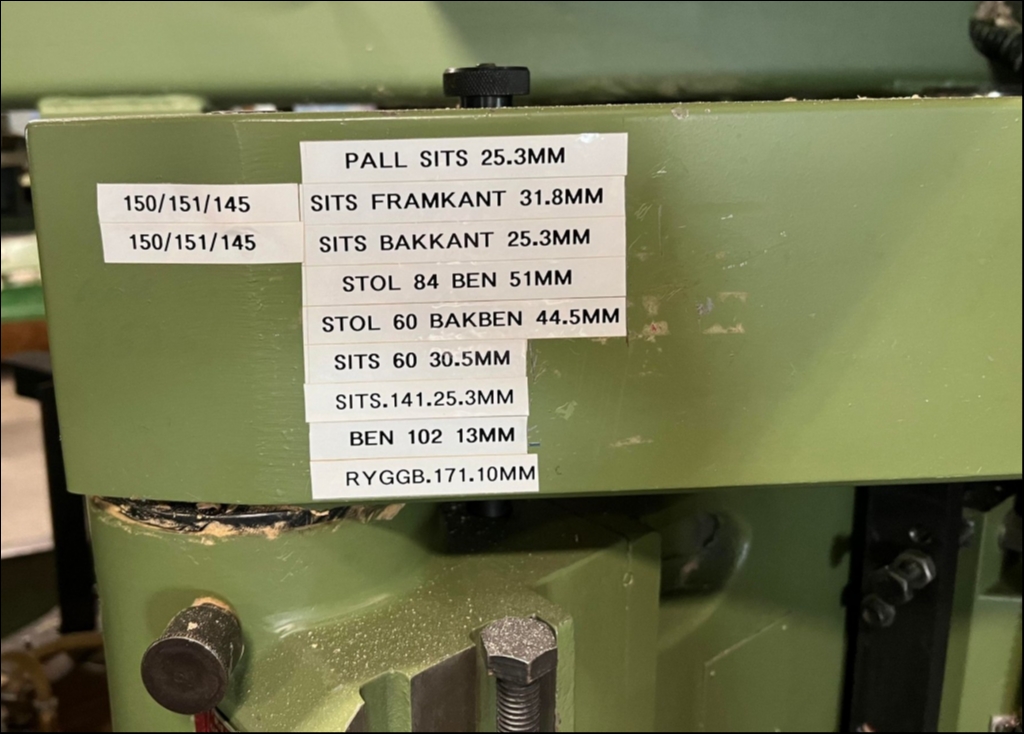 PALL SITS 25.3MM
150/151/145 SITS FRAMKANT 31.8MM
150/151/145 SITS BAKKANT 25.3MM
STOL 84 BEN 51MM
STOL 60 BAKBEN 44.5MM
SITS 60 30.5MM
SITS.141.25.3MM
BEN 102 13MM
RYGGB.171.10MM